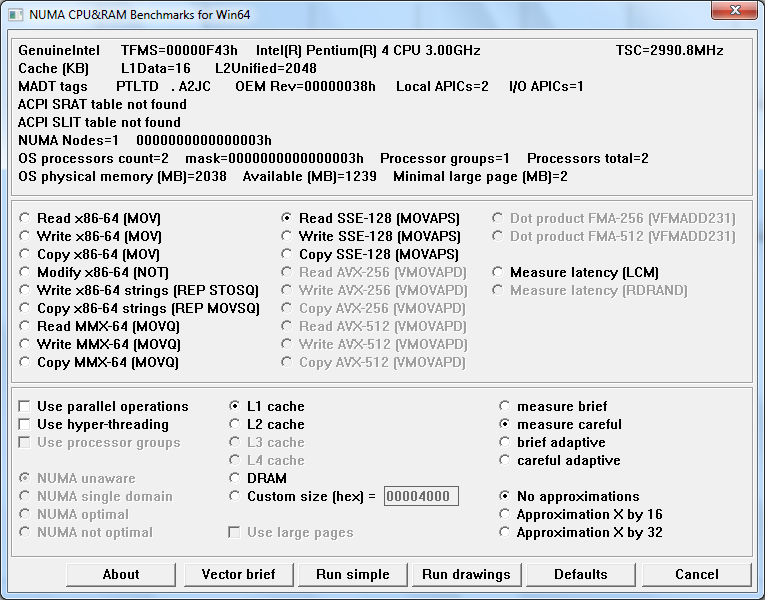 NUMA CPU&RAM Benchmarks for Win64
GenuineIntel TFMS=00000F43h Intel(R) Pentium(R) 4 CPU 3.00GHz TSC=2990.8MHz
Cache (KB) L1Data=16 L2Unified=2048
MADT tags PTLTD . A2JC OEM Rev=00000038h Local APICs=2 I/O APICs=1
ACPI SRAT table not found
ACPI SLIT table not found
NUMA Nodes=1 0000000000000003h
OS processors count=2 mask=0000000000000003h Processor groups=1 Processors total=2
OS physical memory (MB)=2038 Available (MB)=1239 Minimal large page (MB)=2
Read x86-64 (MOV)
Write x86-64 (MOV)
Copy x86-64 (MOV)
Modify x86-64 (NOT)
Write x86-64 strings (REP STOSQ)
Copy x86-64 strings (REP MOVSQ)
Read MMX-64 (MOVQ)
Write MMX-64 (MOVQ)
Copy MMX-64 (MOVQ)
Read SSE-128 (MOVAPS)
Write SSE-128 (MOVAPS)
Copy SSE-128 (MOVAPS)
Read AVX-256 (VMOVAPD)
Write AVX-256 (VMOVAPD)
Copy AVX-256 (VMOVAPD)
Read AVX-512 (VMOVAPD)
Write AVX-512 (VMOVAPD)
Copy AVX-512 (VMOVAPD)
Dot product FMA-256 (VFMADD231)
Dot product FMA-512 (VFMADD231)
Measure latency (LCM)
Measure latency (RDRAND)
Use parallel operations
Use hyper-threading
Use processor groups
NUMA unaware
NUMA single domain
NUMA optimal
NUMA not optimal
L1 cache
L2 cache
L3 cache
L4 cache
DRAM
Custom size (hex) = 00004000
Use large pages
measure brief
measure careful
brief adaptive
careful adaptive
No approximations
Approximation X by 16
Approximation X by 32
About Vector brief Run simple Run drawings Defaults Cancel